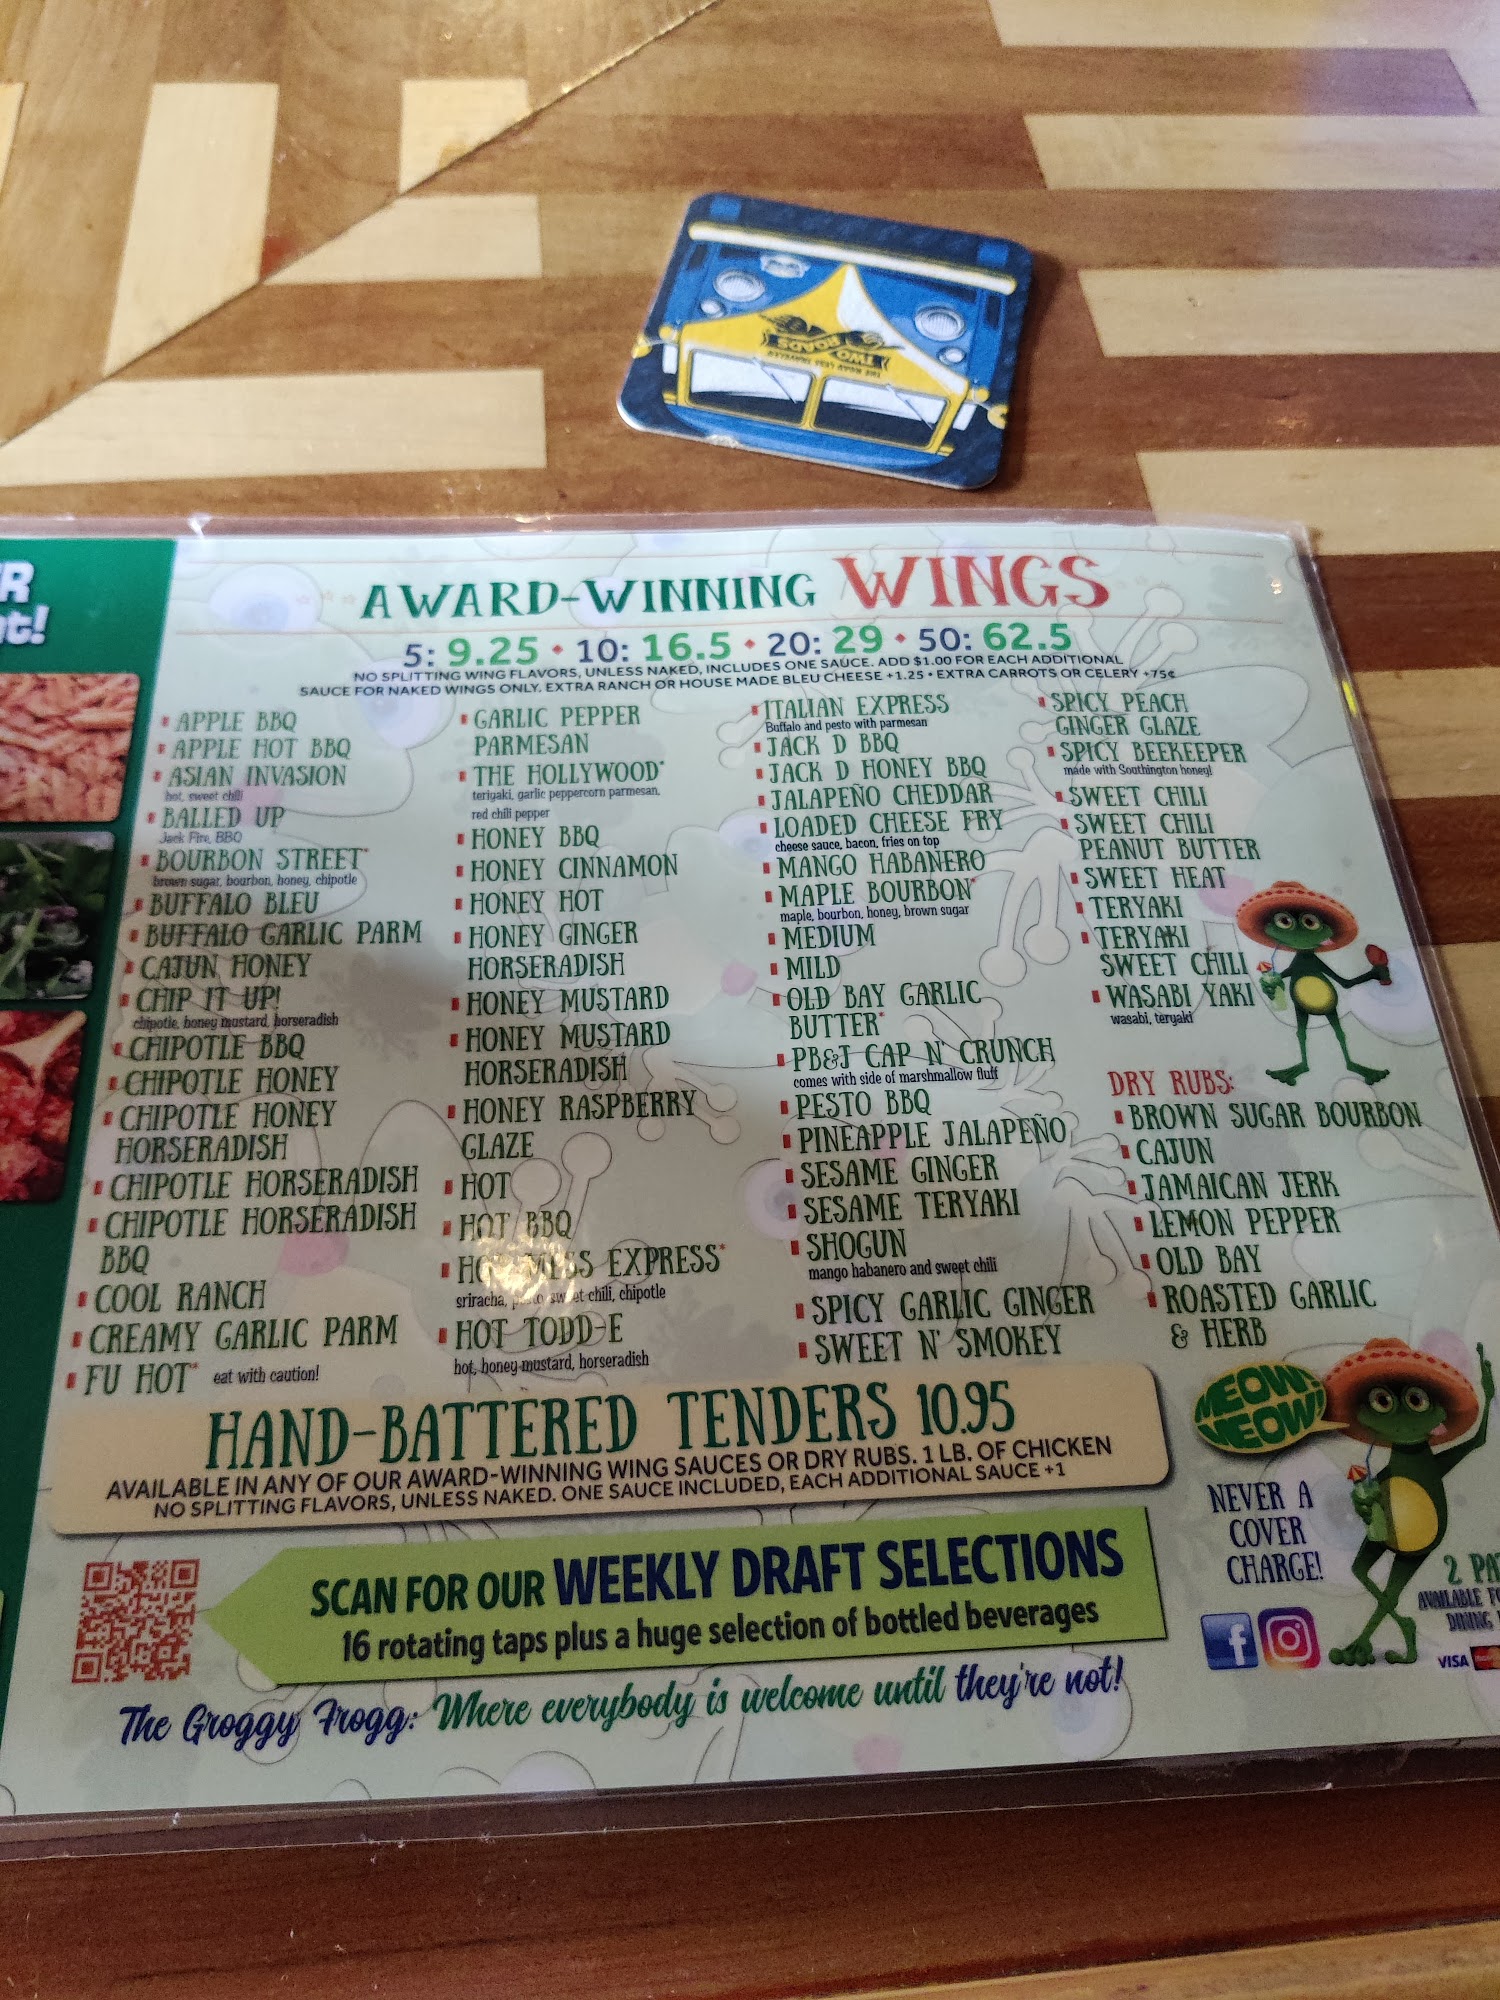 TWO ROADS
THE ROAD LESS TRAVELED
R
t!
AWARD-WINNING WINGS
5: 9.25 • 10: 16.5 • 20: 29 • 50: 62.5
NO SPLITTING WING FLAVORS, UNLESS NAKED, INCLUDES ONE SAUCE. ADD $1.00 FOR EACH ADDITIONAL
SAUCE FOR NAKED WINGS ONLY. EXTRA RANCH OR HOUSE MADE BLEU CHEESE +1.25 • EXTRA CARROTS OR CELERY +75¢
APPLE BBQ
APPLE HOT BBQ
ASIAN INVASION
hot, sweet chili
BALLED UP
Jack Fire, BBQ
BOURBON STREET*
brown sugar, bourbon, honey, chipotle
BUFFALO BLEU
BUFFALO GARLIC PARM
CAJUN HONEY
CHIP IT UP!
chipotle, honey mustard, horseradish
CHIPOTLE BBQ
CHIPOTLE HONEY
CHIPOTLE HONEY
HORSERADISH
CHIPOTLE HORSERADISH
CHIPOTLE HORSERADISH
BBQ
COOL RANCH
CREAMY GARLIC PARM
FU HOT* eat with caution!
GARLIC PEPPER
PARMESAN
THE HOLLYWOOD*
teriyaki, garlic peppercorn parmesan,
red chili pepper
HONEY BBQ
HONEY CINNAMON
HONEY HOT
HONEY GINGER
HORSERADISH
HONEY MUSTARD
HONEY MUSTARD
HORSERADISH
HONEY RASPBERRY
GLAZE
HOT
HOT BBQ
HOT MESS EXPRESS*
sriracha, pesto, sweet chili, chipotle
HOT TODD-E
hot, honey mustard, horseradish
ITALIAN EXPRESS
Buffalo and pesto with parmesan
JACK D BBQ
JACK D HONEY BBQ
JALAPEÑO CHEDDAR
LOADED CHEESE FRY
cheese sauce, bacon, fries on top
MANGO HABANERO
MAPLE BOURBON*
maple, bourbon, honey, brown sugar
MEDIUM
MILD
OLD BAY GARLIC
BUTTER*
PB&J CAP N' CRUNCH
comes with side of marshmallow fluff
PESTO BBQ
PINEAPPLE JALAPEÑO
SESAME GINGER
SESAME TERYAKI
SHOGUN
mango habanero and sweet chili
SPICY GARLIC GINGER
SWEET N' SMOKEY
SPICY PEACH
GINGER GLAZE
SPICY BEEKEEPER
made with Southington honey!
SWEET CHILI
SWEET CHILI
PEANUT BUTTER
SWEET HEAT
TERYAKI
TERYAKI
SWEET CHILI
WASABI YAKI
wasabi, teryaki
DRY RUBS:
BROWN SUGAR BOURBON
CAJUN
JAMAICAN JERK
LEMON PEPPER
OLD BAY
ROASTED GARLIC
& HERB
HAND-BATTERED TENDERS 10.95
AVAILABLE IN ANY OF OUR AWARD-WINNING WING SAUCES OR DRY RUBS. 1 LB. OF CHICKEN
NO SPLITTING FLAVORS, UNLESS NAKED. ONE SAUCE INCLUDED, EACH ADDITIONAL SAUCE +1
MEOW!
MEOW!
NEVER A
COVER
CHARGE!
2 PA
AVAILABLE F
DINING
VISA
SCAN FOR OUR WEEKLY DRAFT SELECTIONS
16 rotating taps plus a huge selection of bottled beverages
The Groggy Frogg: Where everybody is welcome until they're not!